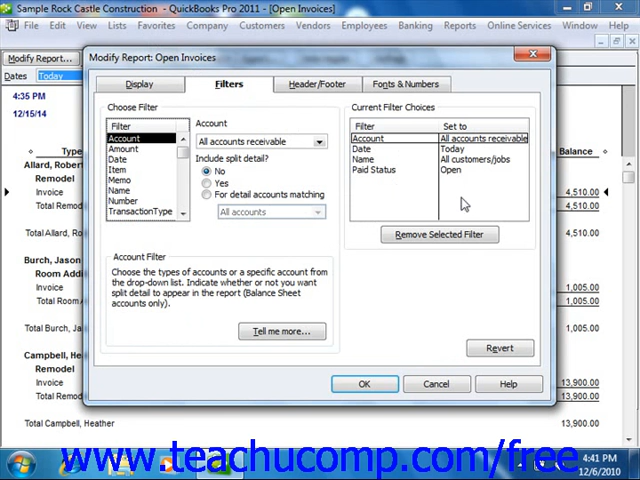 Sample Rock Castle Construction - QuickBooks Pro 2011 - [Open Invoices]
File Edit View Lists Favorites Company Customers Vendors Employees Banking Reports Online Services Window Help
Modify Report...
Dates Today
4:35 PM
12/15/14
Type Balance
Allard, Rober
Remodel
Invoice 4,510.00
Total Remo 4,510.00
Total Allard, Ro 4,510.00
Burch, Jason
Room Addi
Invoice 1,005.00
Total Room A 1,005.00
Total Burch, Ja 1,005.00
Campbell, Hea
Remodel
Invoice 13,900.00
Total Remo 13,900.00
Total Campbell, Heather 13,900.00
Modify Report: Open Invoices
Display Filters Header/Footer Fonts & Numbers
Choose Filter
Filter
Account
Amount
Date
Item
Memo
Name
Number
TransactionType
Account
All accounts receivable
Include split detail?
No
Yes
For detail accounts matching
All accounts
Account Filter
Choose the types of accounts or a specific account from
the drop-down list. Indicate whether or not you want
split detail to appear in the report (Balance Sheet
accounts only).
Tell me more...
Current Filter Choices
Filter Set to
Account All accounts receivable
Date Today
Name All customers/jobs
Paid Status Open
Remove Selected Filter
Revert
OK Cancel Help
www.teachucomp.com/free
4:41 PM
12/6/2010